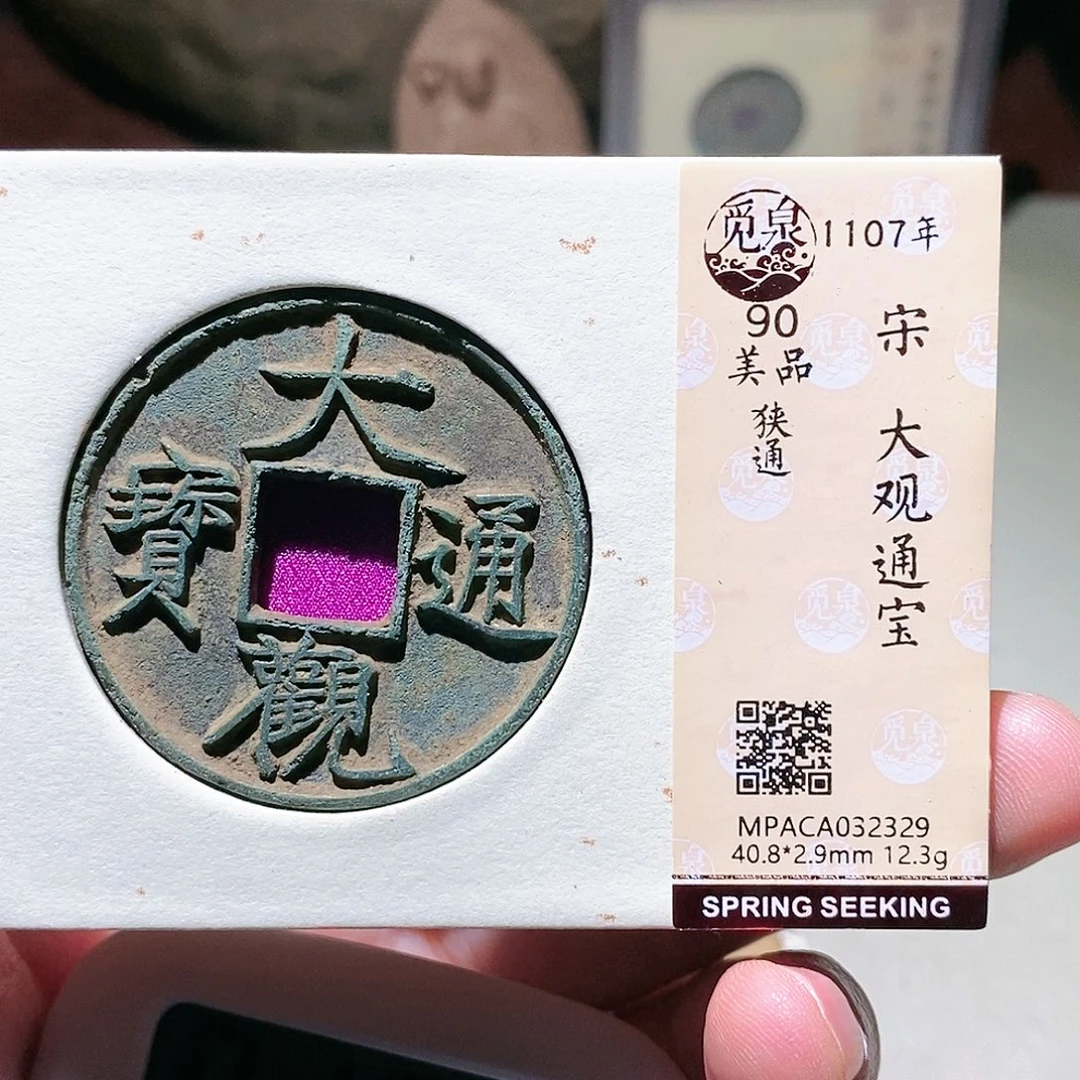 大
寶
通
觀
觅泉
1107年
90
美品
狭通
宋 大观通宝
MPACA032329
40.8*2.9mm 12.3g
SPRING SEEKING